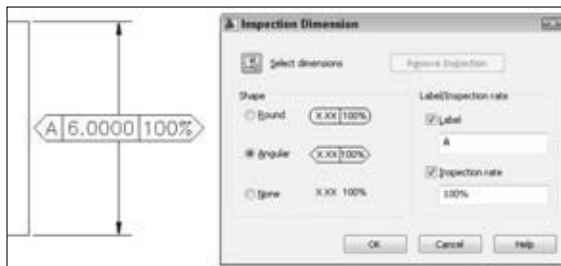 A 6.0000 100%
Inspection Dimension
Select dimensions
Remove Inspection
Shape
Round X.XX 100%
Angular X.XX 100%
None X.XX 100%
Label/Inspection rate
Label
A
Inspection rate
100%
OK Cancel Help